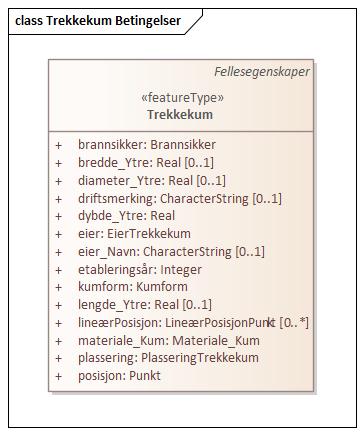 class Trekkekum Betingelser
Fellesegenskaper
«featureType»
Trekkekum
+ brannsikker: Brannsikker
+ bredde_Ytre: Real [0..1]
+ diameter_Ytre: Real [0..1]
+ driftsmerking: CharacterString [0..1]
+ dybde_Ytre: Real
+ eier: EierTrekkekum
+ eier_Navn: CharacterString [0..1]
+ etableringsår: Integer
+ kumform: Kumform
+ lengde_Ytre: Real [0..1]
+ lineærPosisjon: LineærPosisjonPunkt [0..*]
+ materiale_Kum: Materiale_Kum
+ plassering: PlasseringTrekkekum
+ posisjon: Punkt